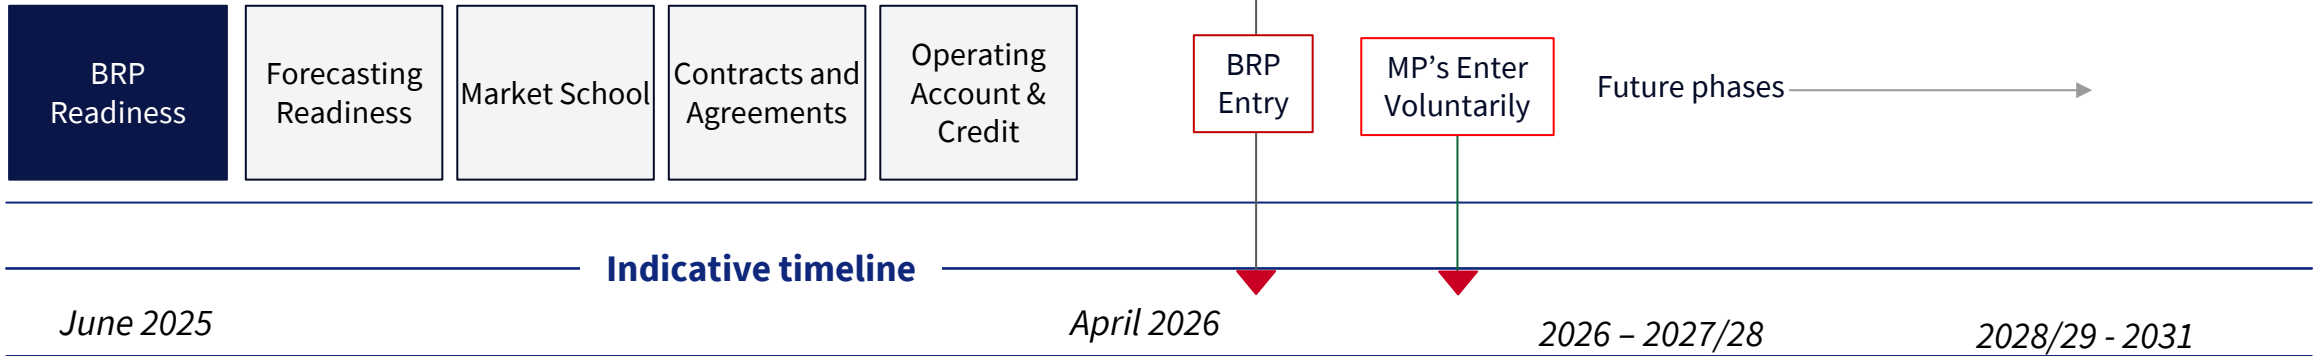 BRP
Readiness
Forecasting
Readiness
Market School
Contracts and
Agreements
Operating
Account &
Credit
BRP
Entry
MP’s Enter
Voluntarily
Future phases
Indicative timeline
June 2025
April 2026
2026 – 2027/28
2028/29 - 2031